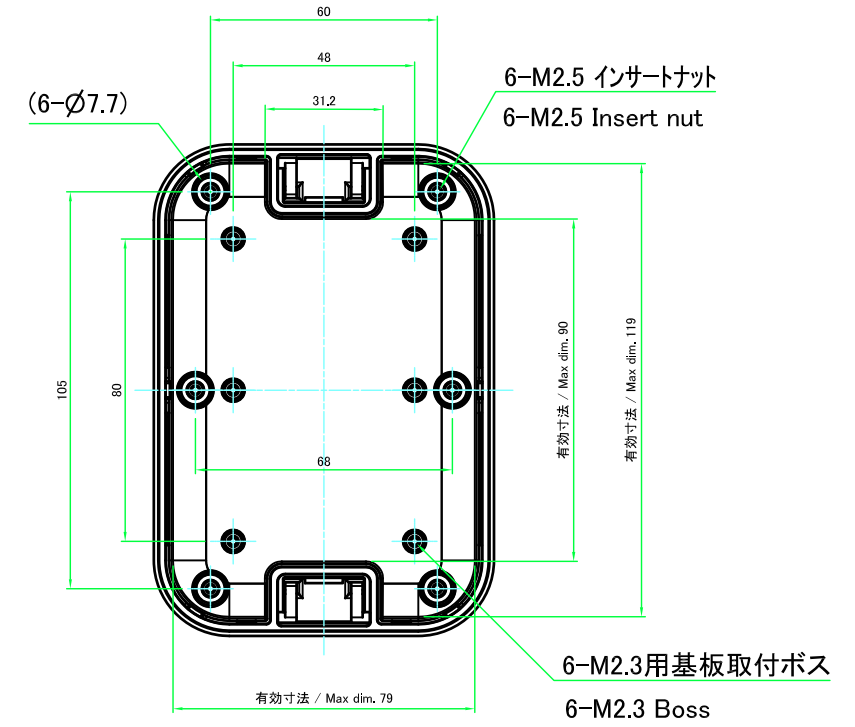 60
48
31.2
(6-Ø7.7)
6-M2.5 インサートナット
6-M2.5 Insert nut
105
80
有効寸法 / Max dim. 90
有効寸法 / Max dim. 119
68
有効寸法 / Max dim. 79
6-M2.3用基板取付ボス
6-M2.3 Boss